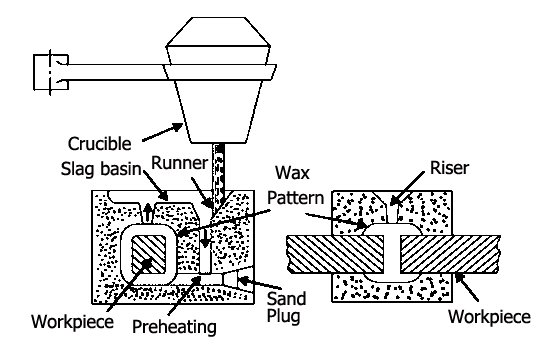 Crucible
Slag basin
Runner
Wax
Pattern
Riser
Workpiece
Preheating
Sand
Plug
Workpiece